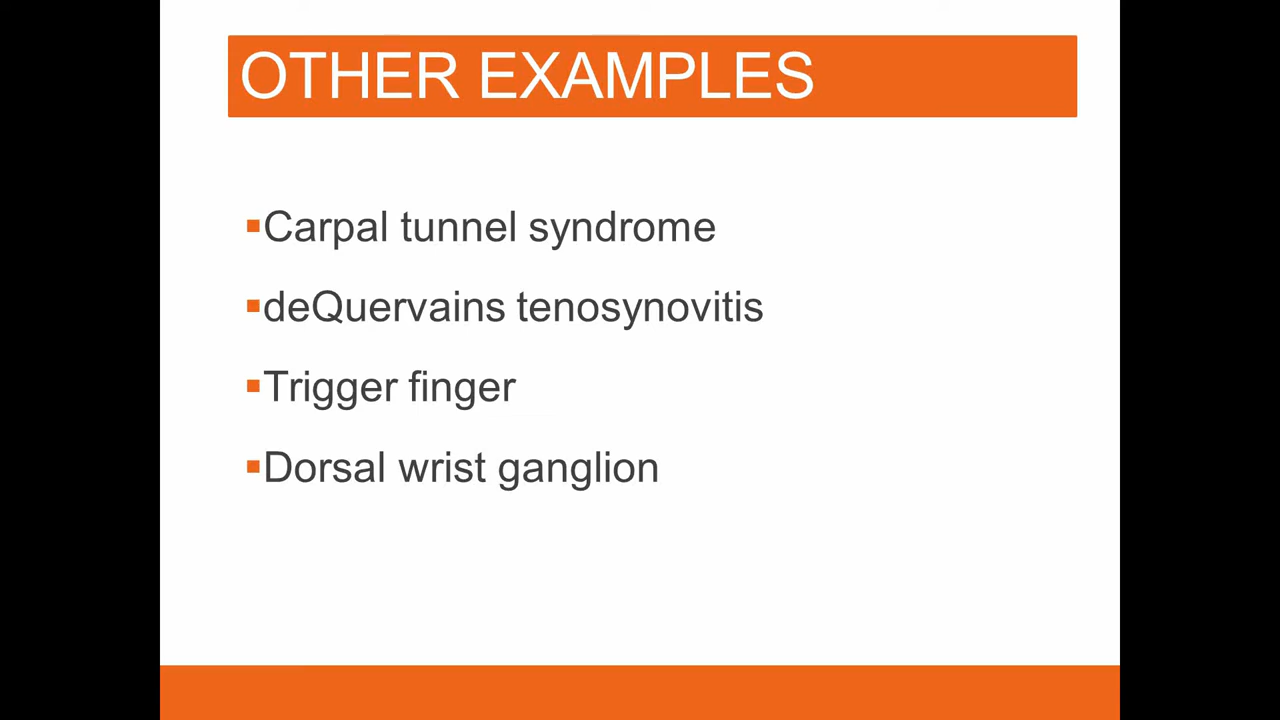 OTHER EXAMPLES
▪Carpal tunnel syndrome
▪deQuervains tenosynovitis
▪Trigger finger
▪Dorsal wrist ganglion